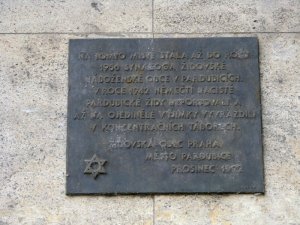 NA TOMTO MÍSTĚ STÁLA AŽ DO ROKU
SYNAGOGA ŽIDOVSKÉ
NÁBOŽENSKÉ OBCE V PARDUBICÍCH.
V ROCE 1942 NĚMEČTÍ NACISTÉ
PARDUBICKÉ ŽIDY DEPORTOVALI A
AŽ NA OJEDINĚLÉ VÝJIMKY VYVRAŽDILI
V KONCENTRAČNÍCH TÁBORECH.
ŽIDOVSKÁ OBEC PRAHA
MĚSTO PARDUBICE
PROSINEC 1992